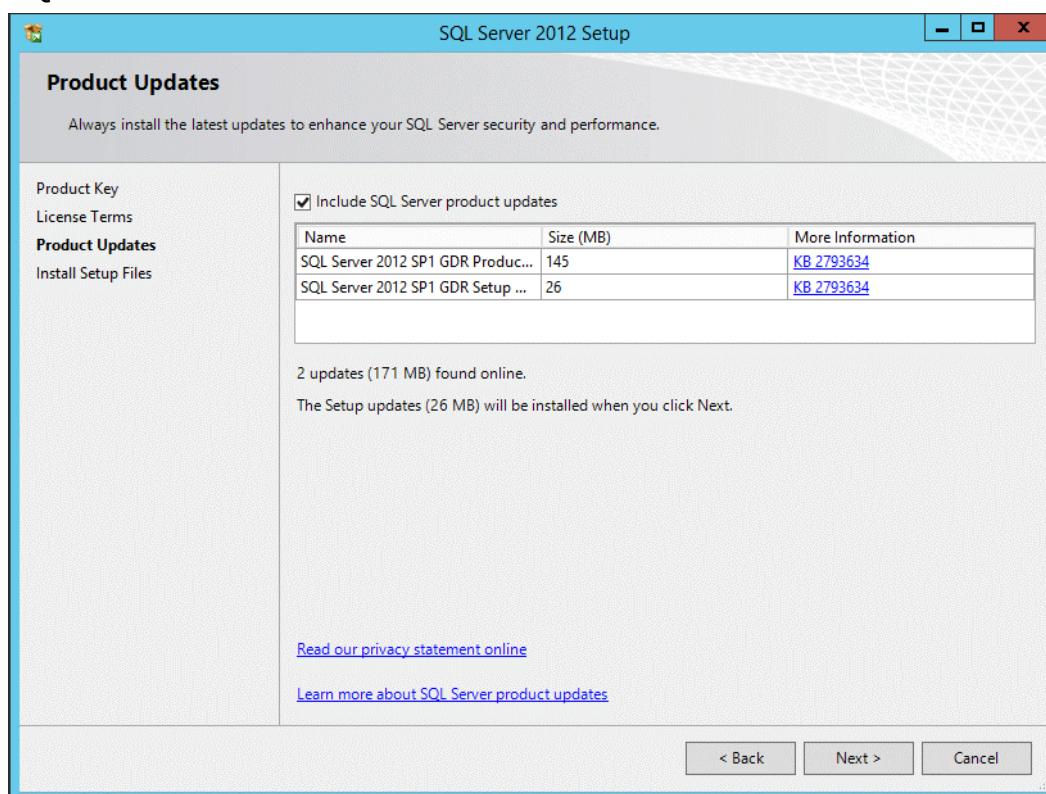 SQL Server 2012 Setup
Product Updates
Always install the latest updates to enhance your SQL Server security and performance.
Product Key
License Terms
Product Updates
Install Setup Files
Include SQL Server product updates
Name Size (MB) More Information
SQL Server 2012 SP1 GDR Produc... 145 KB 2793634
SQL Server 2012 SP1 GDR Setup ... 26 KB 2793634
2 updates (171 MB) found online.
The Setup updates (26 MB) will be installed when you click Next.
Read our privacy statement online
Learn more about SQL Server product updates
< Back Next > Cancel